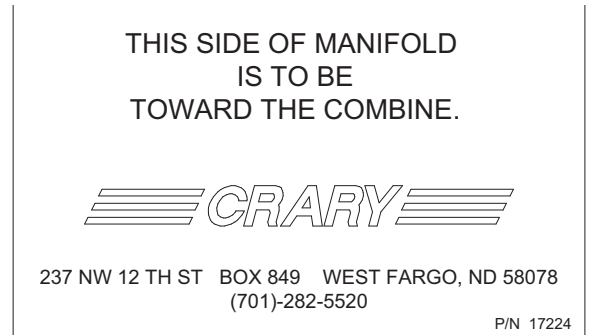 THIS SIDE OF MANIFOLD
IS TO BE
TOWARD THE COMBINE.
CRARY
237 NW 12 TH ST BOX 849 WEST FARGO, ND 58078
(701)-282-5520
P/N 17224